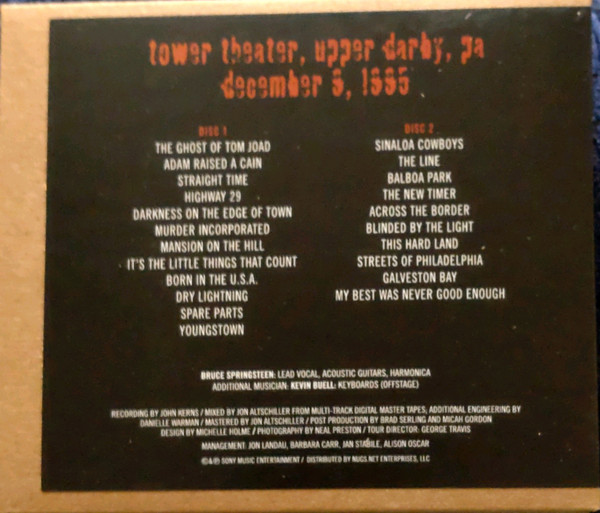 tower theater, upper darby, pa
december 9, 1995
DISC 1
THE GHOST OF TOM JOAD
ADAM RAISED A CAIN
STRAIGHT TIME
HIGHWAY 29
DARKNESS ON THE EDGE OF TOWN
MURDER INCORPORATED
MANSION ON THE HILL
IT'S THE LITTLE THINGS THAT COUNT
BORN IN THE U.S.A.
DRY LIGHTNING
SPARE PARTS
YOUNGSTOWN
DISC 2
SINALOA COWBOYS
THE LINE
BALBOA PARK
THE NEW TIMER
ACROSS THE BORDER
BLINDED BY THE LIGHT
THIS HARD LAND
STREETS OF PHILADELPHIA
GALVESTON BAY
MY BEST WAS NEVER GOOD ENOUGH
BRUCE SPRINGSTEEN: LEAD VOCAL, ACOUSTIC GUITARS, HARMONICA
ADDITIONAL MUSICIAN: KEVIN BUELL: KEYBOARDS (OFFSTAGE)
RECORDING BY JOHN KERNS / MIXED BY JON ALTSCHILLER FROM MULTI-TRACK DIGITAL MASTER TAPES, ADDITIONAL ENGINEERING BY
DANIELLE WARMAN / MASTERED BY JON ALTSCHILLER / POST PRODUCTION BY BRAD SERLING AND MICAH GORDON
DESIGN BY MICHELLE HOLME / PHOTOGRAPHY BY NEAL PRESTON / TOUR DIRECTOR: GEORGE TRAVIS
MANAGEMENT: JON LANDAU, BARBARA CARR, JAN STABILE, ALISON OSCAR
©&℗ SONY MUSIC ENTERTAINMENT / DISTRIBUTED BY NUGS.NET ENTERPRISES, LLC